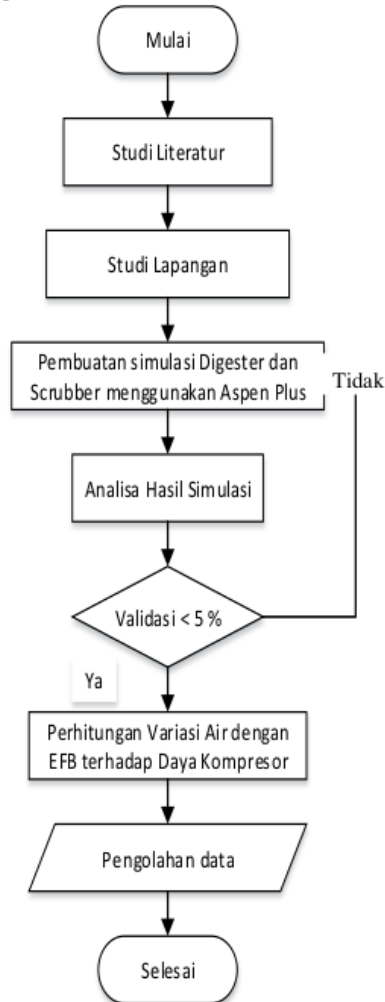 Mulai
Studi Literatur
Studi Lapangan
Pembuatan simulasi Digester dan
Scrubber menggunakan Aspen Plus
Tidak
Analisa Hasil Simulasi
Validasi < 5 %
Ya
Perhitungan Variasi Air dengan
EFB terhadap Daya Kompresor
Pengolahan data
Selesai